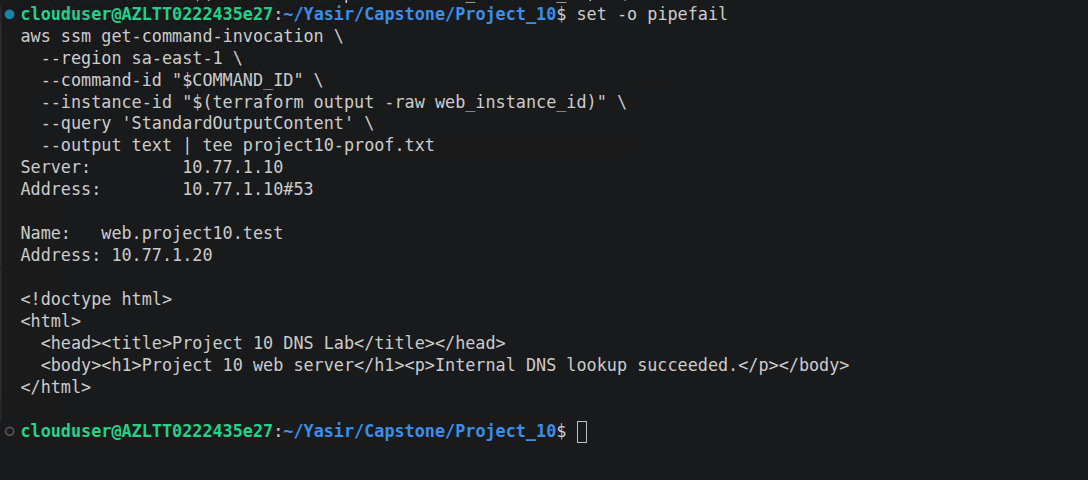 clouduser@AZLTT0222435e27:~/Yasir/Capstone/Project_10$ set -o pipefail
aws ssm get-command-invocation \
  --region sa-east-1 \
  --command-id "$COMMAND_ID" \
  --instance-id "$(terraform output -raw web_instance_id)" \
  --query 'StandardOutputContent' \
  --output text | tee project10-proof.txt
Server:         10.77.1.10
Address:        10.77.1.10#53

Name:   web.project10.test
Address: 10.77.1.20

<!doctype html>
<html>
  <head><title>Project 10 DNS Lab</title></head>
  <body><h1>Project 10 web server</h1><p>Internal DNS lookup succeeded.</p></body>
</html>

clouduser@AZLTT0222435e27:~/Yasir/Capstone/Project_10$